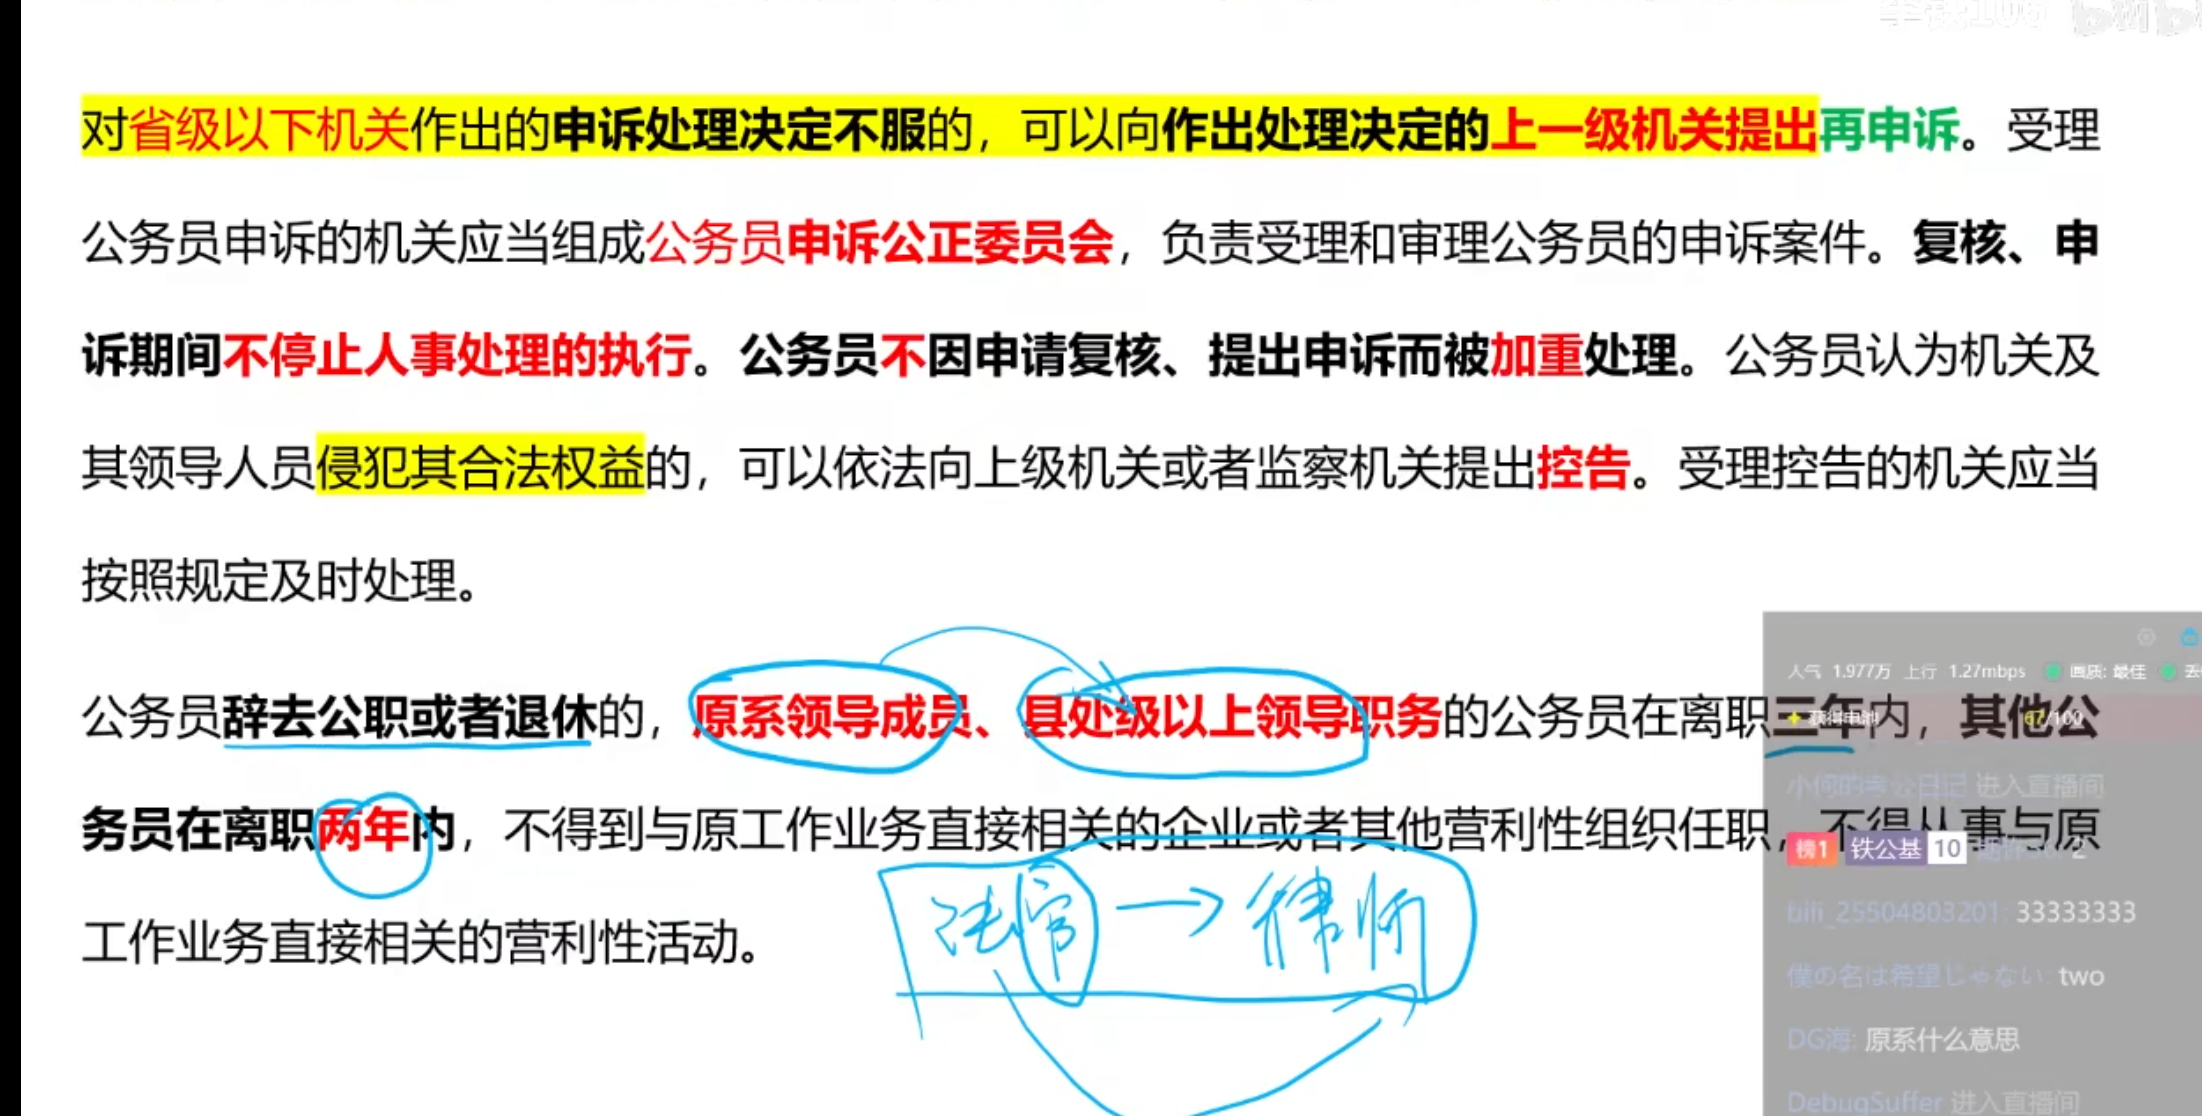 对省级以下机关作出的申诉处理决定不服的，可以向作出处理决定的上一级机关提出再申诉。受理
公务员申诉的机关应当组成公务员申诉公正委员会，负责受理和审理公务员的申诉案件。复核、申
诉期间不停止人事处理的执行。公务员不因申请复核、提出申诉而被加重处理。公务员认为机关及
其领导人员侵犯其合法权益的，可以依法向上级机关或者监察机关提出控告。受理控告的机关应当
按照规定及时处理。
公务员辞去公职或者退休的，原系领导成员、县处级以上领导职务的公务员在离职三年内，其他公
务员在离职两年内，不得到与原工作业务直接相关的企业或者其他营利性组织任职，不得从事与原
工作业务直接相关的营利性活动。
法官→律师
人气 1.977万 上行 1.27mbps 画质: 最佳
获得电池 67/100
小何的考公日记 进入直播间
榜1 铁公基 10
bili_25504803201: 33333333
僕の名は希望じゃない: two
DG海: 原系什么意思
DebugSuffer 进入直播间